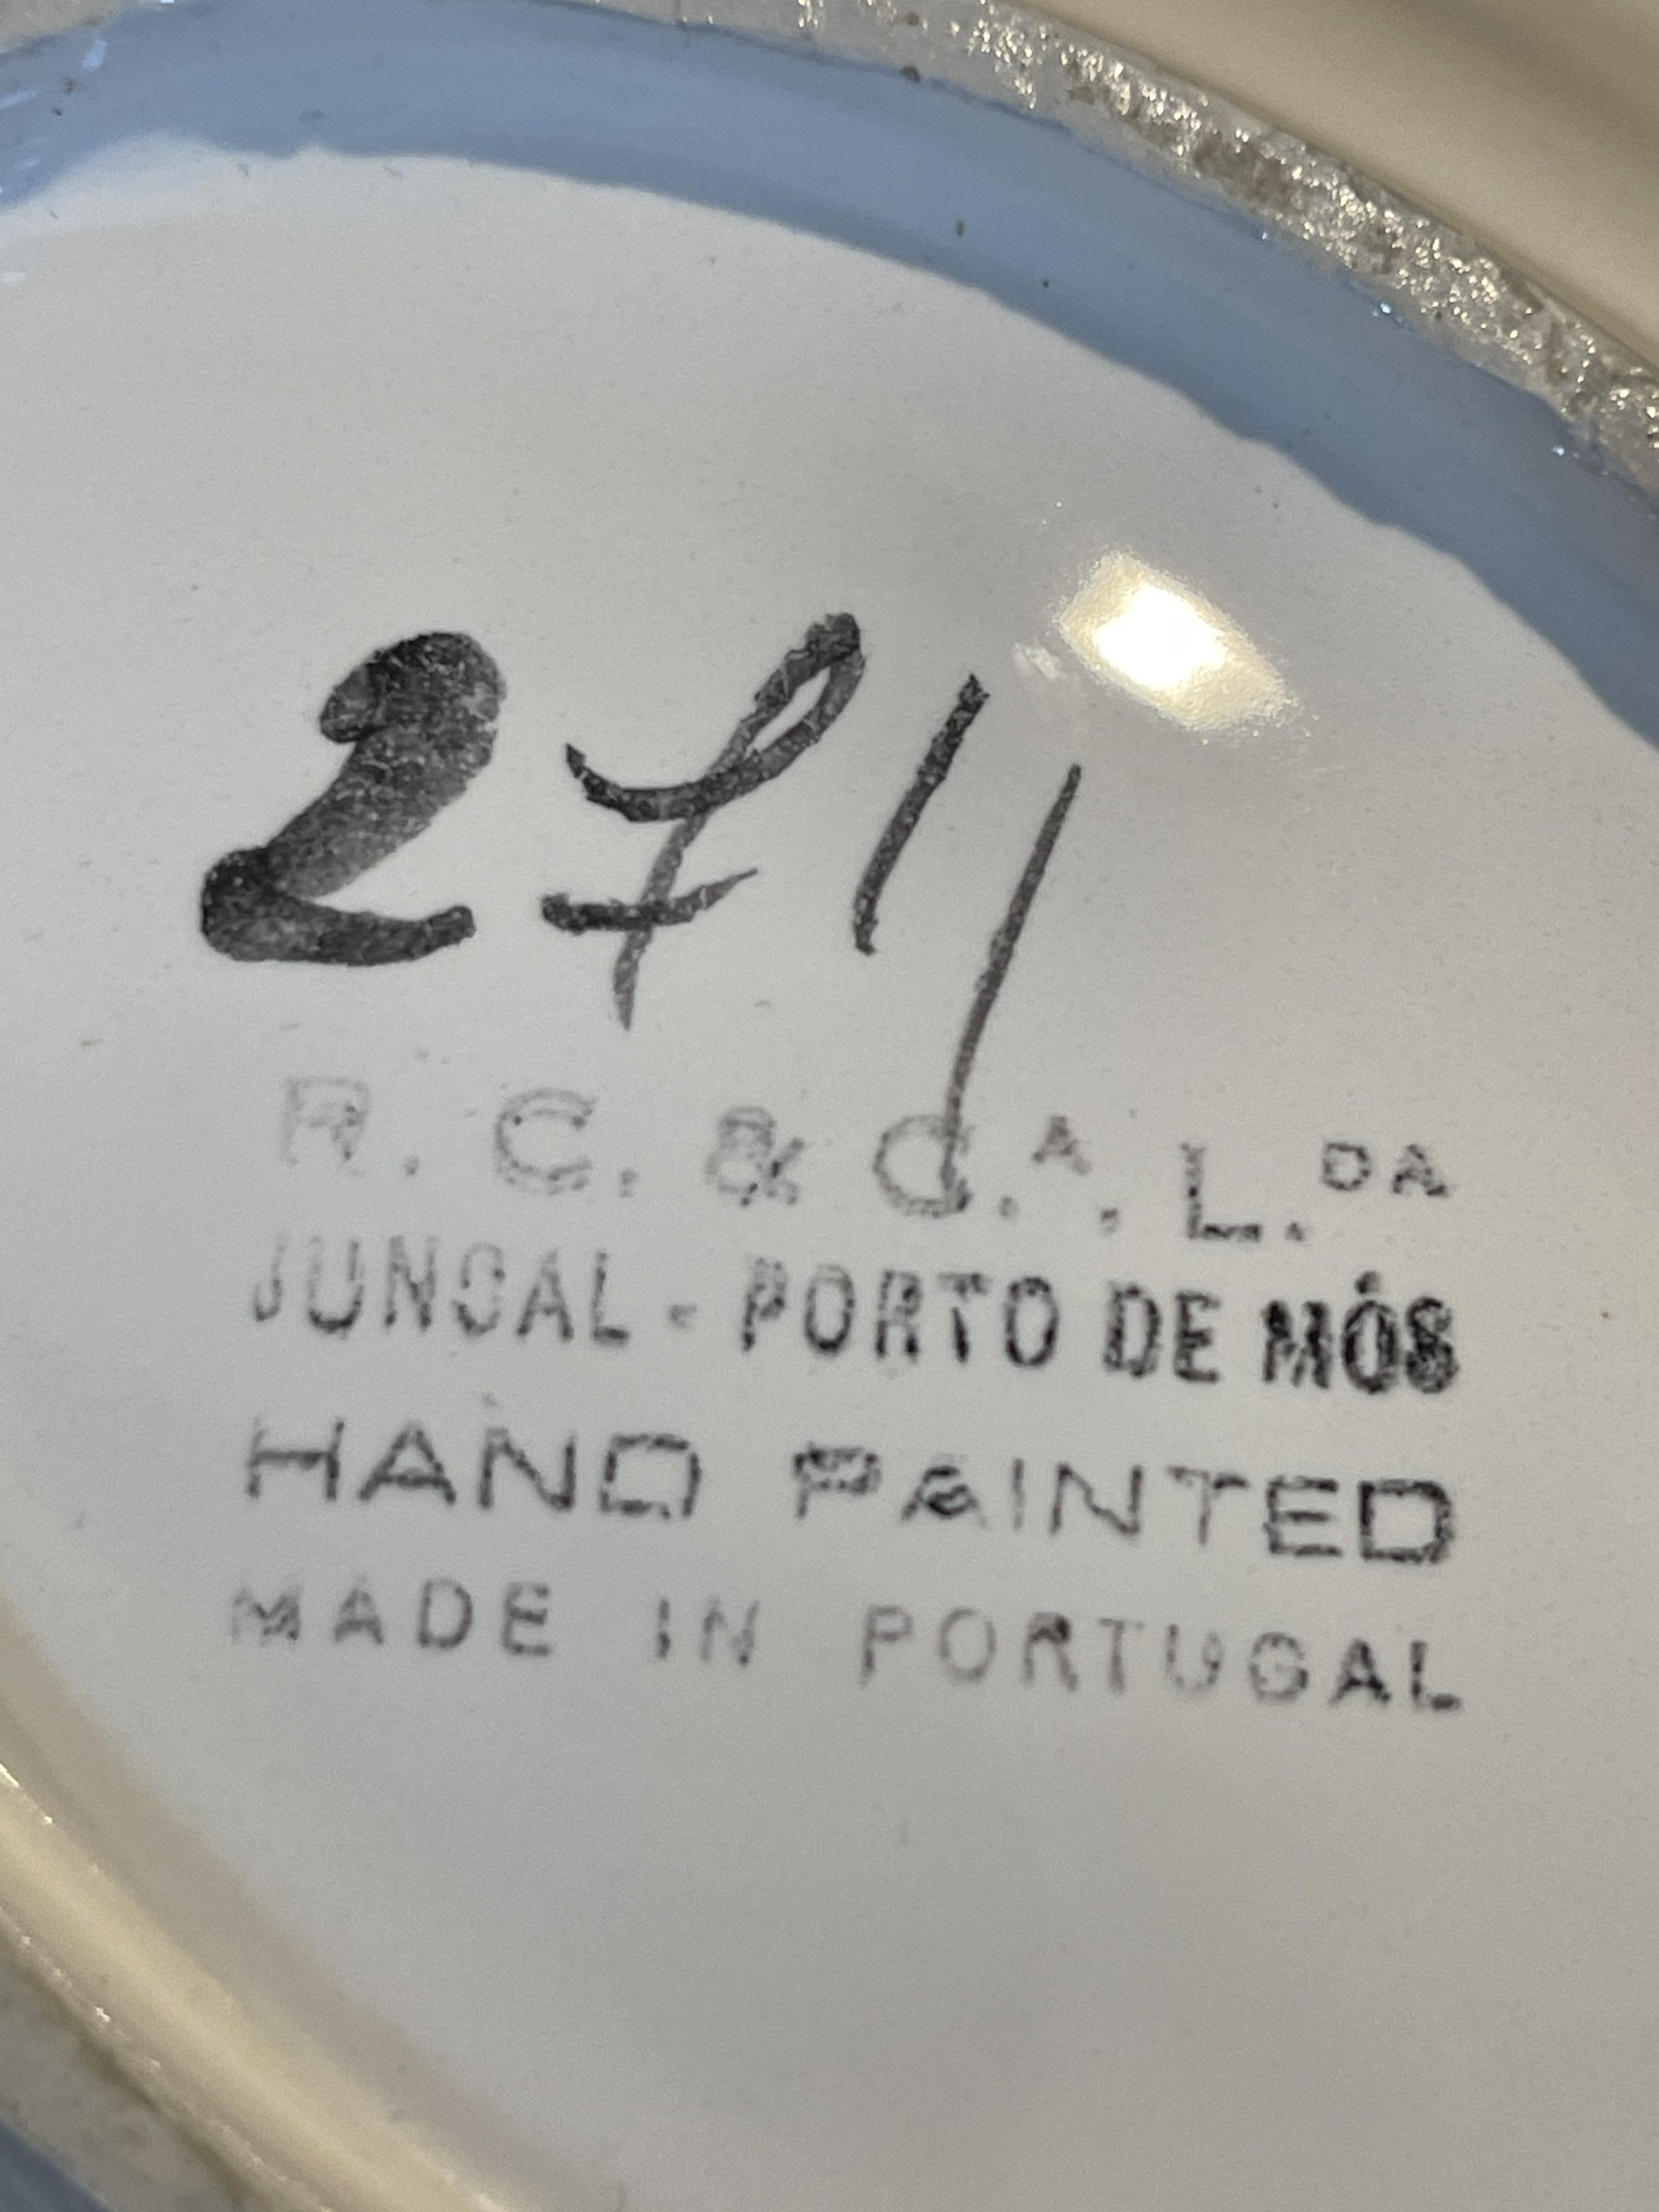 271/
R. C. & C.ᴬ. L.ᴰᴬ
JUNCAL - PORTO DE MÓS
HAND PAINTED
MADE IN PORTUGAL